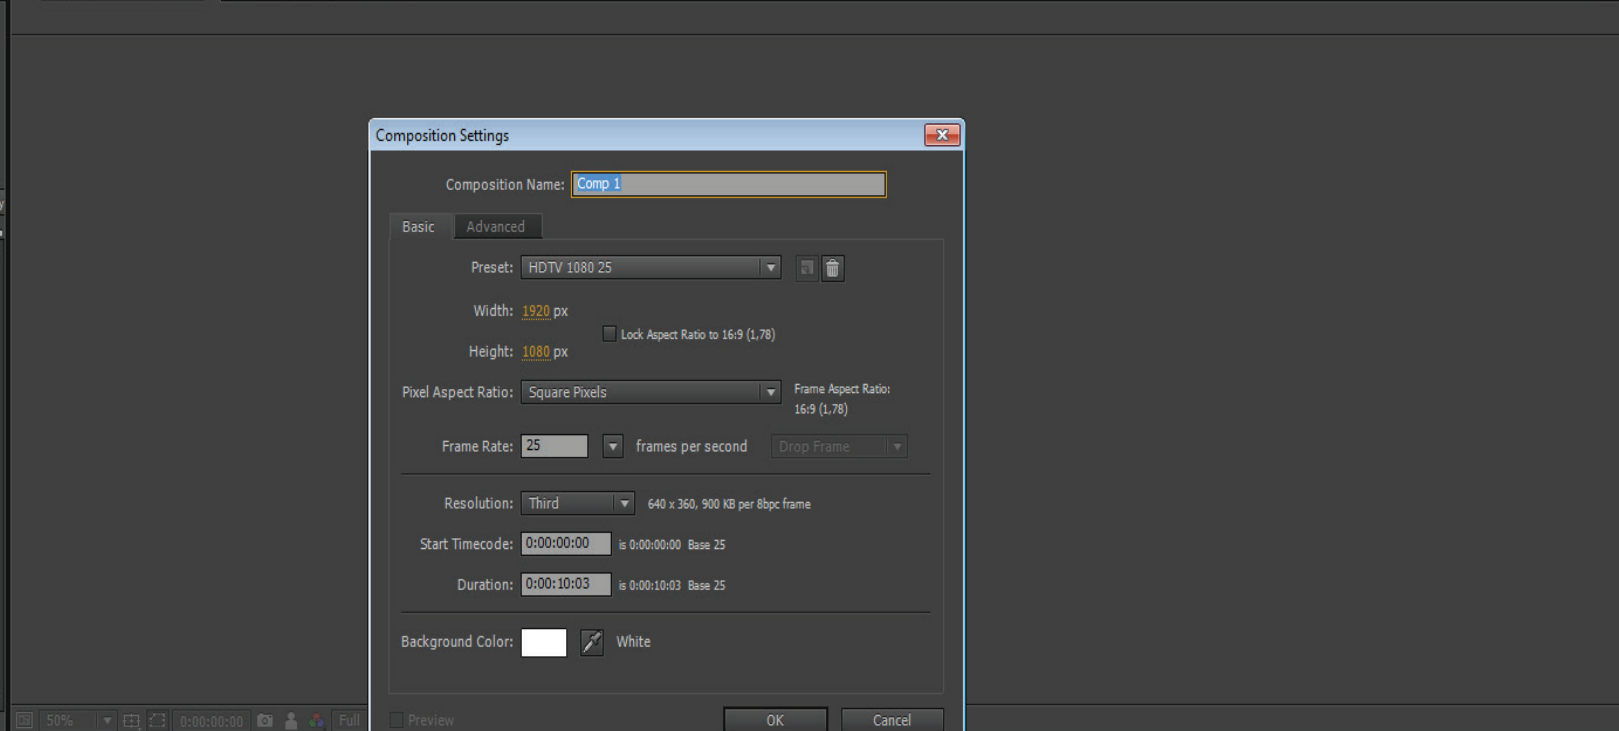 Composition Settings
Composition Name: Comp 1
Basic Advanced
Preset: HDTV 1080 25
Width: 1920 px
Lock Aspect Ratio to 16:9 (1,78)
Height: 1080 px
Pixel Aspect Ratio: Square Pixels Frame Aspect Ratio:
16:9 (1,78)
Frame Rate: 25 frames per second Drop Frame
Resolution: Third 640 x 360, 900 KB per 8bpc frame
Start Timecode: 0:00:00:00 is 0:00:00:00 Base 25
Duration: 0:00:10:03 is 0:00:10:03 Base 25
Background Color: White
50% 0:00:00:00 Full Preview OK Cancel